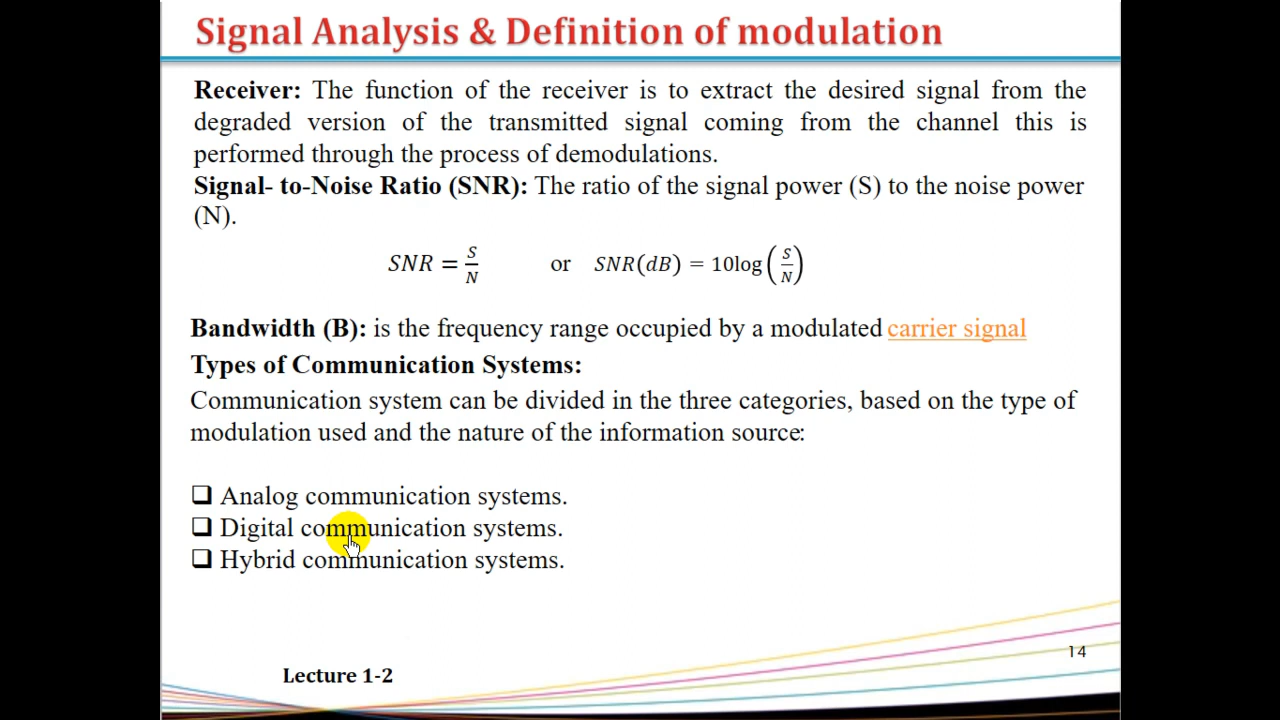 Signal Analysis & Definition of modulation
Receiver: The function of the receiver is to extract the desired signal from the
degraded version of the transmitted signal coming from the channel this is
performed through the process of demodulations.
Signal- to-Noise Ratio (SNR): The ratio of the signal power (S) to the noise power
(N).
SNR = S/N or SNR(dB) = 10log(S/N)
Bandwidth (B): is the frequency range occupied by a modulated carrier signal
Types of Communication Systems:
Communication system can be divided in the three categories, based on the type of
modulation used and the nature of the information source:
❑ Analog communication systems.
❑ Digital communication systems.
❑ Hybrid communication systems.
14
Lecture 1-2